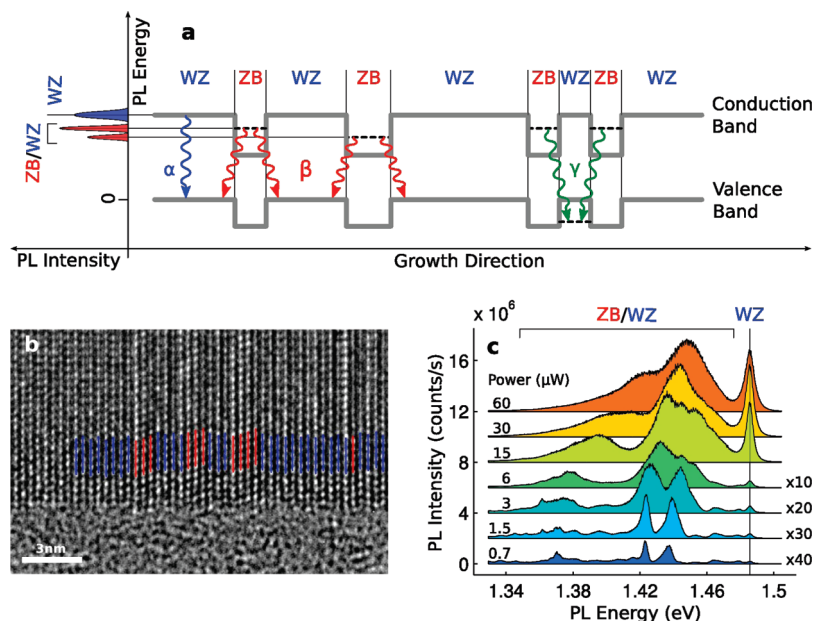 a
PL Energy
WZ
ZB/WZ
0
WZ ZB WZ ZB WZ ZB WZ ZB WZ
α β γ
Conduction
Band
Valence
Band
PL Intensity
Growth Direction
b
3nm
c
x 10⁶
ZB/WZ WZ
Power (μW)
16
12
8
4
0
60
30
15
6 x10
3 x20
1.5 x30
0.7 x40
PL Intensity (counts/s)
1.34 1.38 1.42 1.46 1.5
PL Energy (eV)